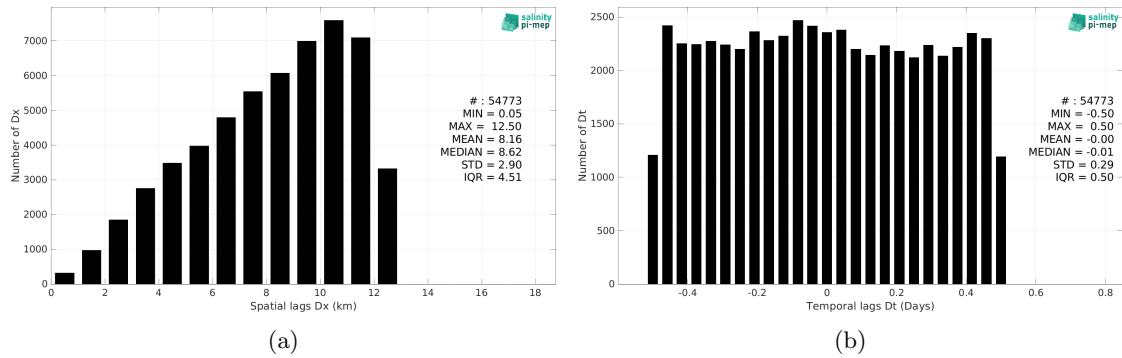 7000
6000
5000
4000
3000
2000
1000
0
Number of Dx
0 2 4 6 8 10 12 14 16 18
Spatial lags Dx (km)
salinity
pi-mep
# : 54773
MIN = 0.05
MAX = 12.50
MEAN = 8.16
MEDIAN = 8.62
STD = 2.90
IQR = 4.51
(a)
2500
2000
1500
1000
500
0
Number of Dt
-0.4 -0.2 0 0.2 0.4 0.6 0.8
Temporal lags Dt (Days)
salinity
pi-mep
# : 54773
MIN = -0.50
MAX = 0.50
MEAN = -0.00
MEDIAN = -0.01
STD = 0.29
IQR = 0.50
(b)